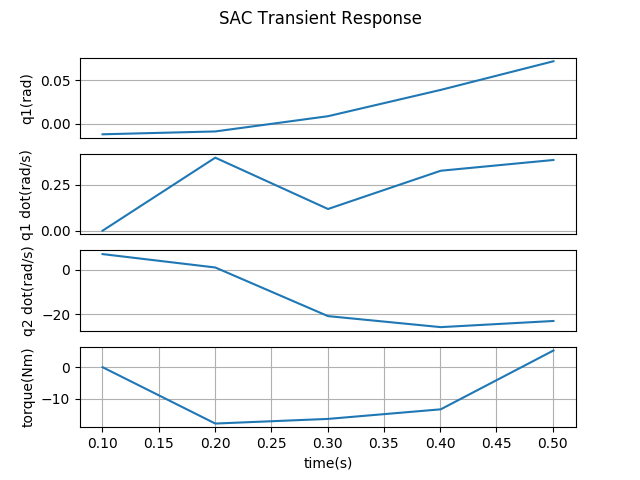 SAC Transient Response
0.05
0.00
q1(rad)
0.25
0.00
q1 dot(rad/s)
0
−20
q2 dot(rad/s)
0
−10
torque(Nm)
0.10 0.15 0.20 0.25 0.30 0.35 0.40 0.45 0.50
time(s)